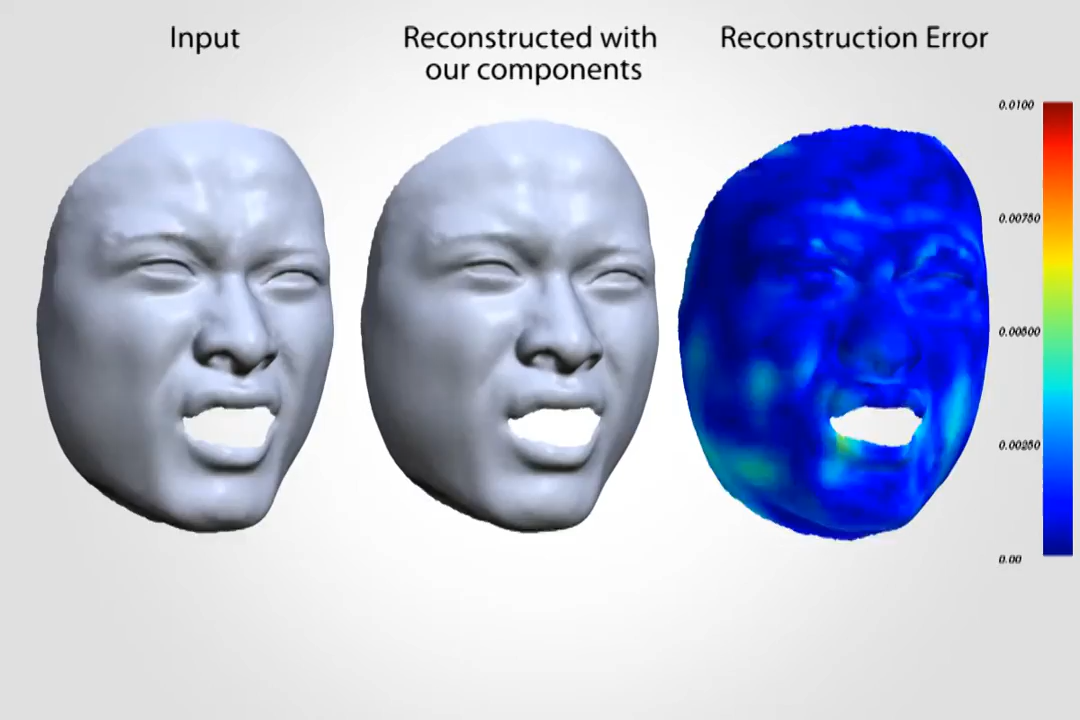 Input
Reconstructed with
our components
Reconstruction Error
0.0100
0.00750
0.00500
0.00250
0.00